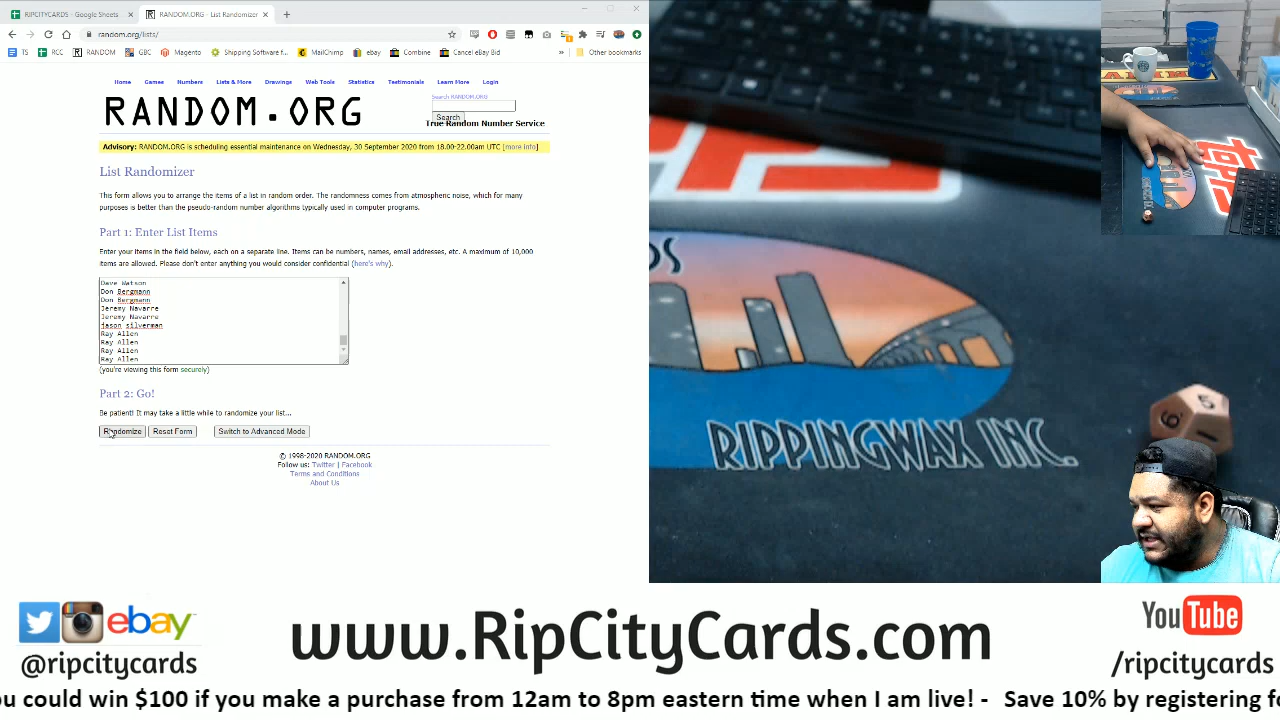 RIPCITYCARDS - Google Sheets
RANDOM.ORG - List Randomizer
random.org/lists/
TS
RCC
RANDOM
GBC
Magento
Shipping Software f...
MailChimp
ebay
Combine
Cancel eBay Bid
»
Other bookmarks
Home
Games
Numbers
Lists & More
Drawings
Web Tools
Statistics
Testimonials
Learn More
Login
RANDOM.ORG
Search RANDOM.ORG
Search
True Random Number Service
Advisory: RANDOM.ORG is scheduling essential maintenance on Wednesday, 30 September 2020 from 18.00-22.00am UTC [more info]
List Randomizer
This form allows you to arrange the items of a list in random order. The randomness comes from atmospheric noise, which for many
purposes is better than the pseudo-random number algorithms typically used in computer programs.
Part 1: Enter List Items
Enter your items in the field below, each on a separate line. Items can be numbers, names, email addresses, etc. A maximum of 10,000
items are allowed. Please don't enter anything you would consider confidential (here's why).
Dave Watson
Don Bergmann
Don Bergmann
Jeremy Navarre
Jeremy Navarre
jason silverman
Ray Allen
Ray Allen
Ray Allen
Ray Allen
(you're viewing this form securely)
Part 2: Go!
Be patient! It may take a little while to randomize your list...
Randomize
Reset Form
Switch to Advanced Mode
© 1998-2020 RANDOM.ORG
Follow us: Twitter | Facebook
Terms and Conditions
About Us
RIPPINGWAX INC.
6
5
1
ebay
@ripcitycards
www.RipCityCards.com
YouTube
/ripcitycards
ou could win $100 if you make a purchase from 12am to 8pm eastern time when I am live! - Save 10% by registering fo